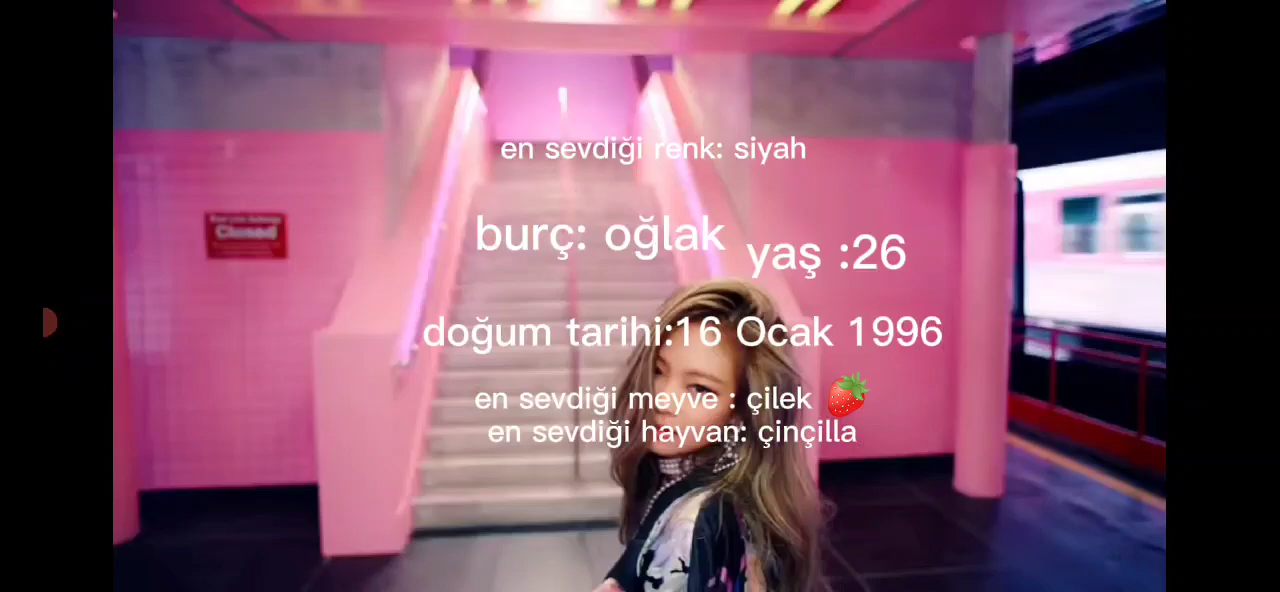 en sevdiği renk: siyah
burç: oğlak
yaş :26
Closed
doğum tarihi:16 Ocak 1996
en sevdiği meyve : çilek 🍓
en sevdiği hayvan: çinçilla